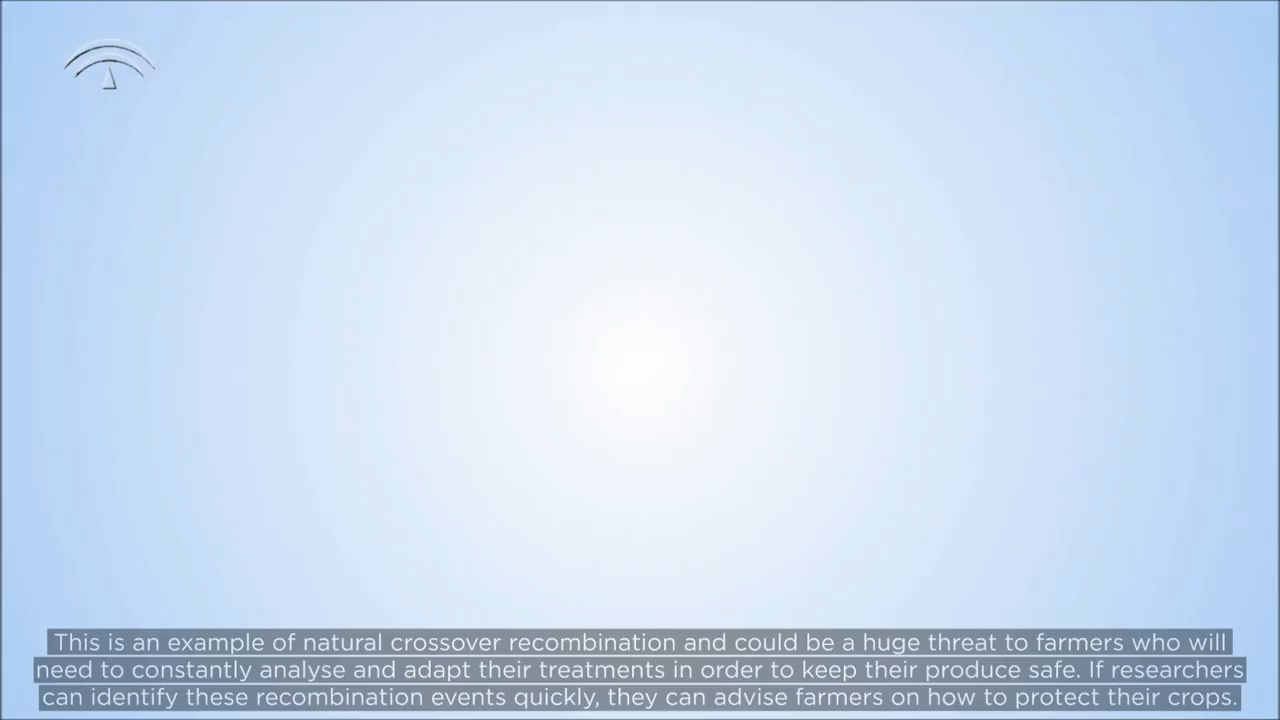 This is an example of natural crossover recombination and could be a huge threat to farmers who will
need to constantly analyse and adapt their treatments in order to keep their produce safe. If researchers
can identify these recombination events quickly, they can advise farmers on how to protect their crops.